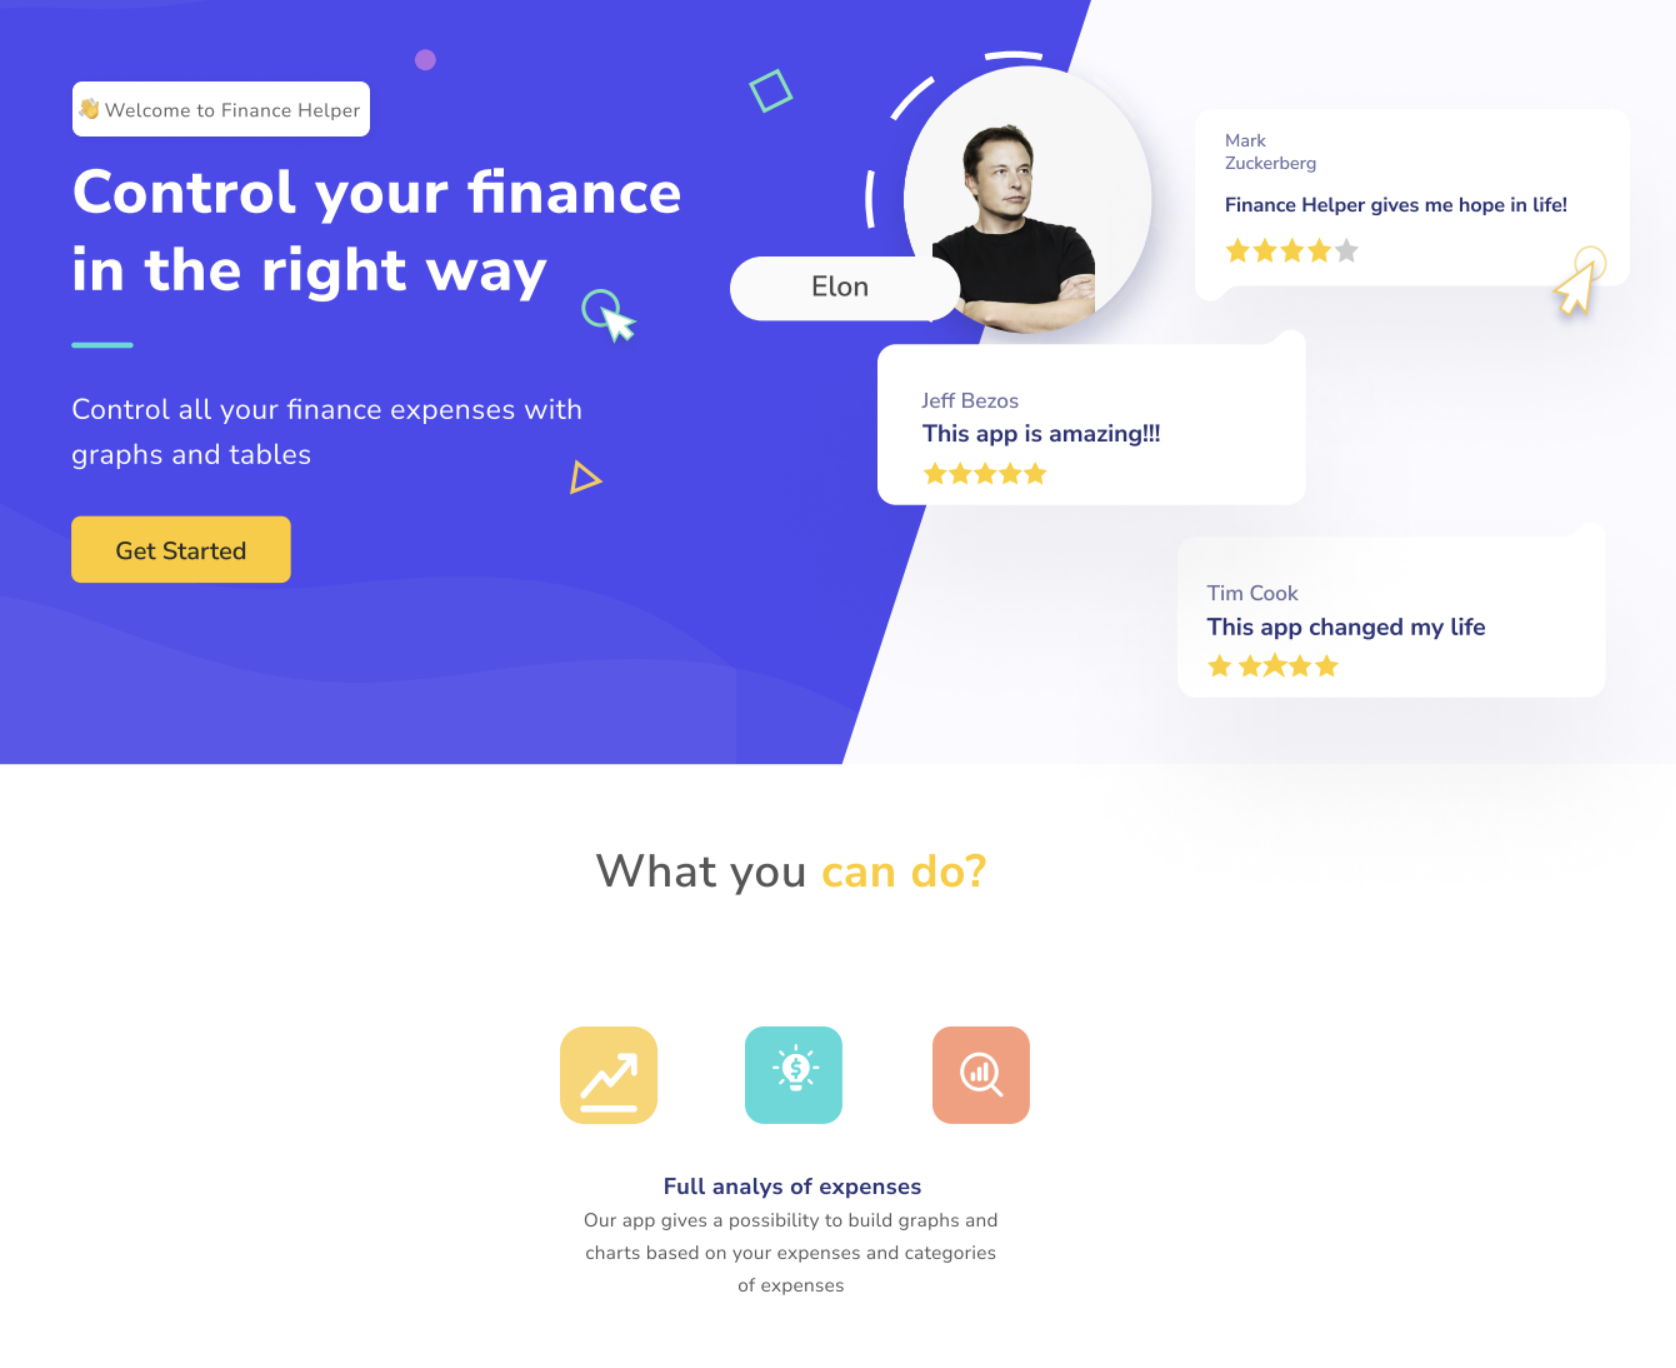 👋 Welcome to Finance Helper
Control your finance
in the right way
Control all your finance expenses with
graphs and tables
Get Started
Elon
Mark
Zuckerberg
Finance Helper gives me hope in life!
Jeff Bezos
This app is amazing!!!
Tim Cook
This app changed my life
What you can do?
$
Full analys of expenses
Our app gives a possibility to build graphs and
charts based on your expenses and categories
of expenses